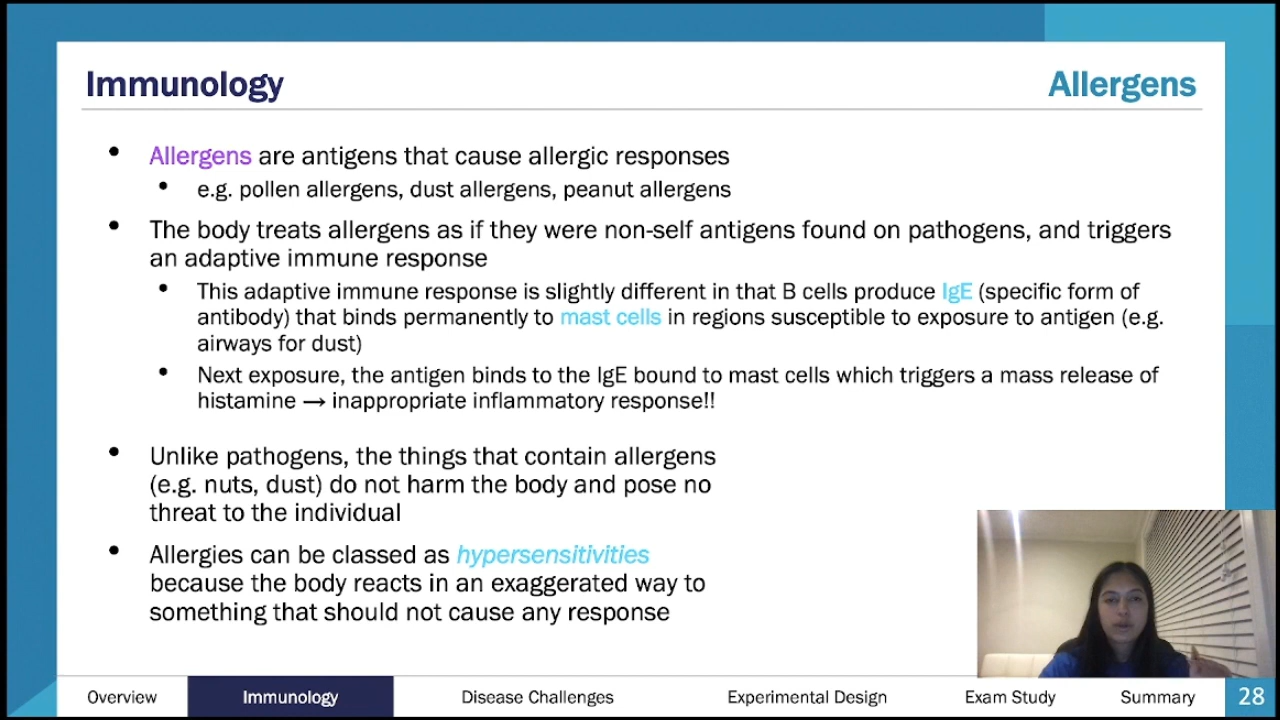 Immunology
Allergens
Allergens are antigens that cause allergic responses
e.g. pollen allergens, dust allergens, peanut allergens
The body treats allergens as if they were non-self antigens found on pathogens, and triggers
an adaptive immune response
This adaptive immune response is slightly different in that B cells produce IgE (specific form of
antibody) that binds permanently to mast cells in regions susceptible to exposure to antigen (e.g.
airways for dust)
Next exposure, the antigen binds to the IgE bound to mast cells which triggers a mass release of
histamine → inappropriate inflammatory response!!
Unlike pathogens, the things that contain allergens
(e.g. nuts, dust) do not harm the body and pose no
threat to the individual
Allergies can be classed as hypersensitivities
because the body reacts in an exaggerated way to
something that should not cause any response
Overview
Immunology
Disease Challenges
Experimental Design
Exam Study
Summary
28